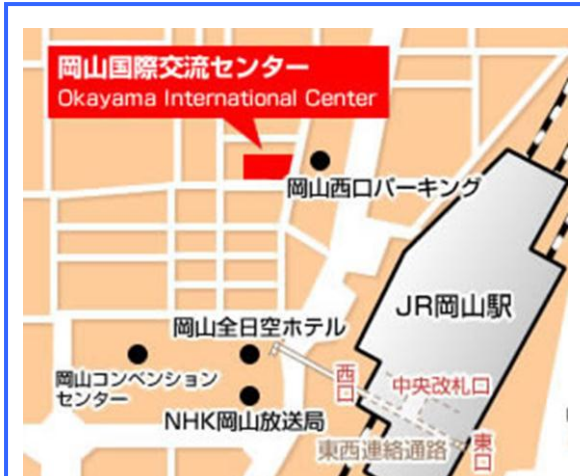 岡山国際交流センター
Okayama International Center
岡山西口パーキング
JR岡山駅
岡山全日空ホテル
岡山コンベンション
センター
西口
中央改札口
NHK岡山放送局
東西連絡通路
東口